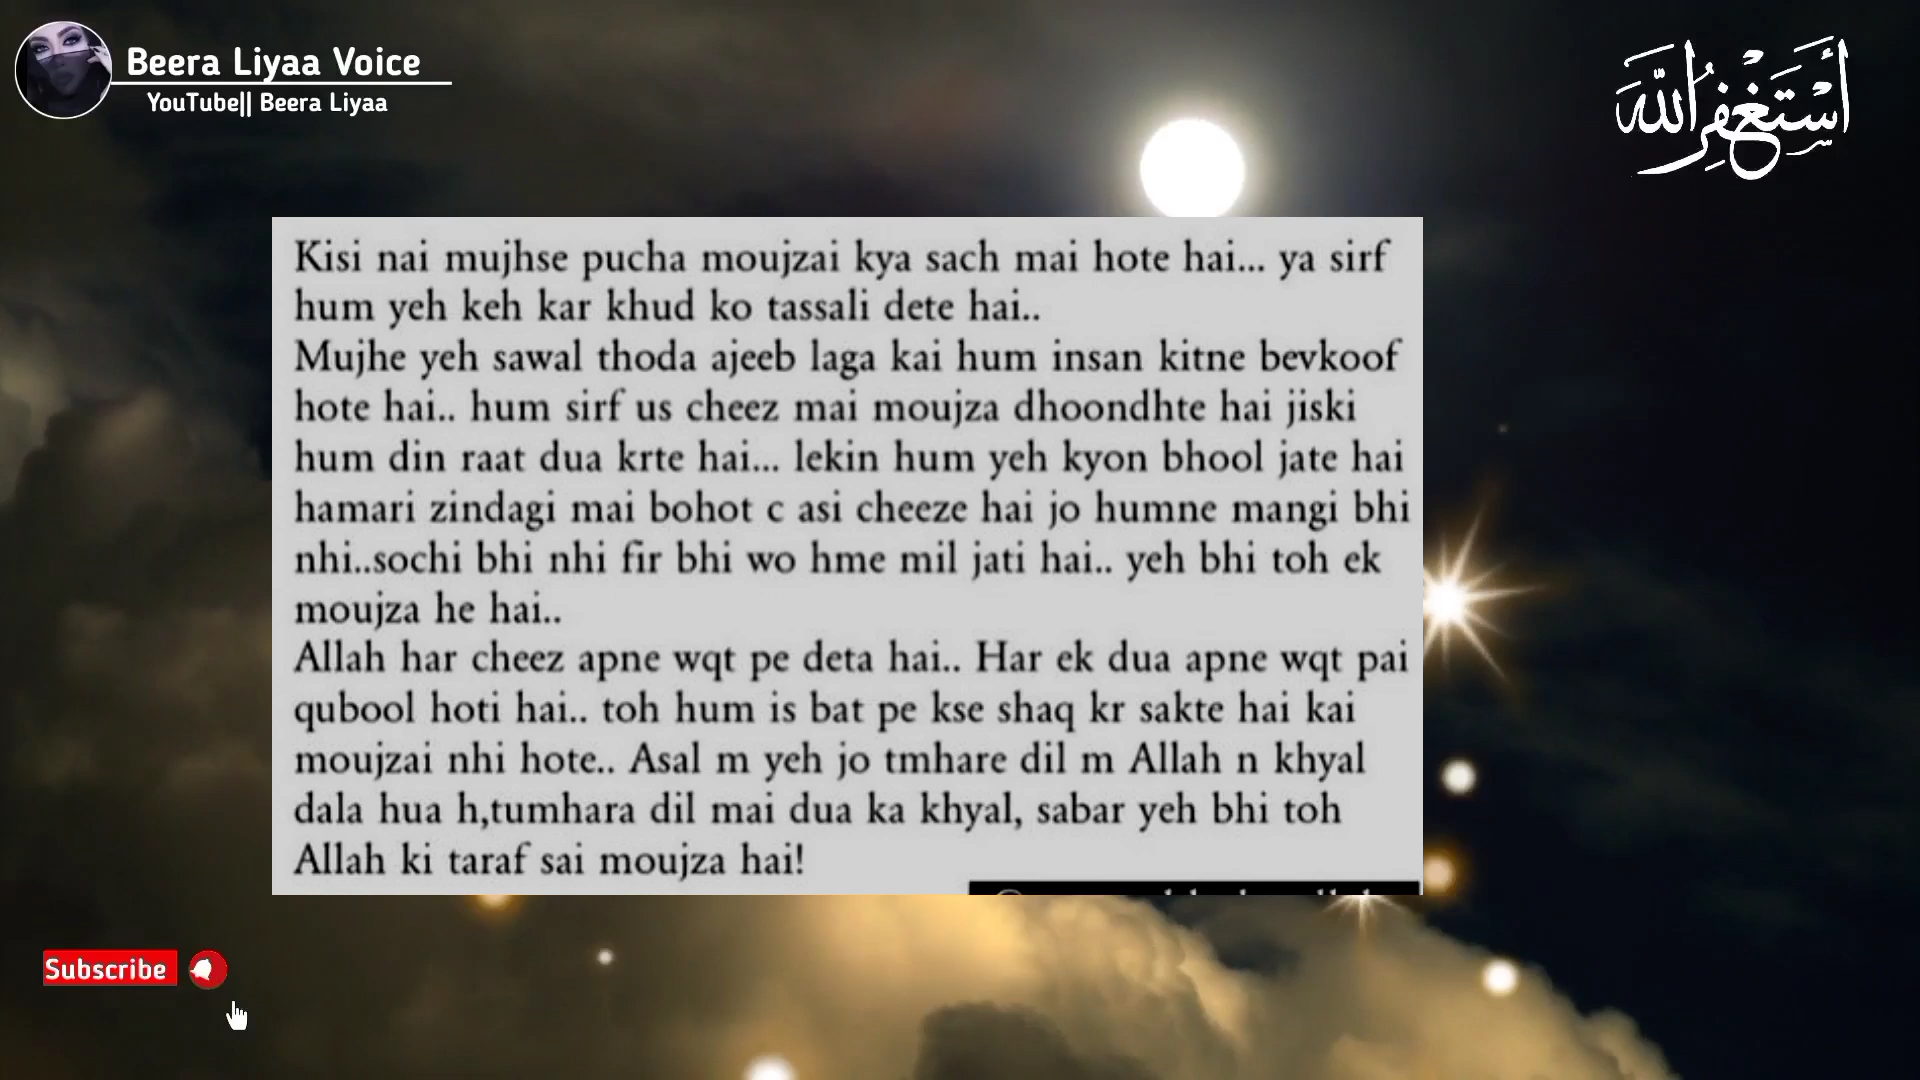 Beera Liyaa Voice
YouTube|| Beera Liyaa
أستغفر الله
Kisi nai mujhse pucha moujzai kya sach mai hote hai... ya sirf
hum yeh keh kar khud ko tassali dete hai..
Mujhe yeh sawal thoda ajeeb laga kai hum insan kitne bevkoof
hote hai.. hum sirf us cheez mai moujza dhoondhte hai jiski
hum din raat dua krte hai... lekin hum yeh kyon bhool jate hai
hamari zindagi mai bohot c asi cheeze hai jo humne mangi bhi
nhi..sochi bhi nhi fir bhi wo hme mil jati hai.. yeh bhi toh ek
moujza he hai..
Allah har cheez apne wqt pe deta hai.. Har ek dua apne wqt pai
qubool hoti hai.. toh hum is bat pe kse shaq kr sakte hai kai
moujzai nhi hote.. Asal m yeh jo tmhare dil m Allah n khyal
dala hua h,tumhara dil mai dua ka khyal, sabar yeh bhi toh
Allah ki taraf sai moujza hai!
Subscribe